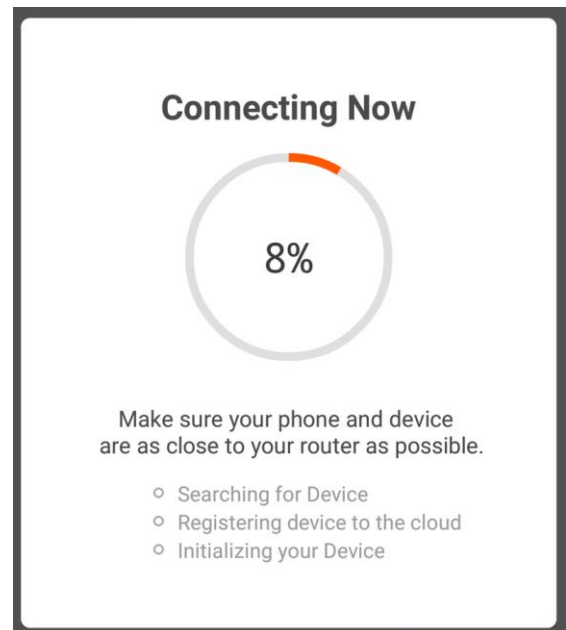 Connecting Now
8%
Make sure your phone and device
are as close to your router as possible.
Searching for Device
Registering device to the cloud
Initializing your Device